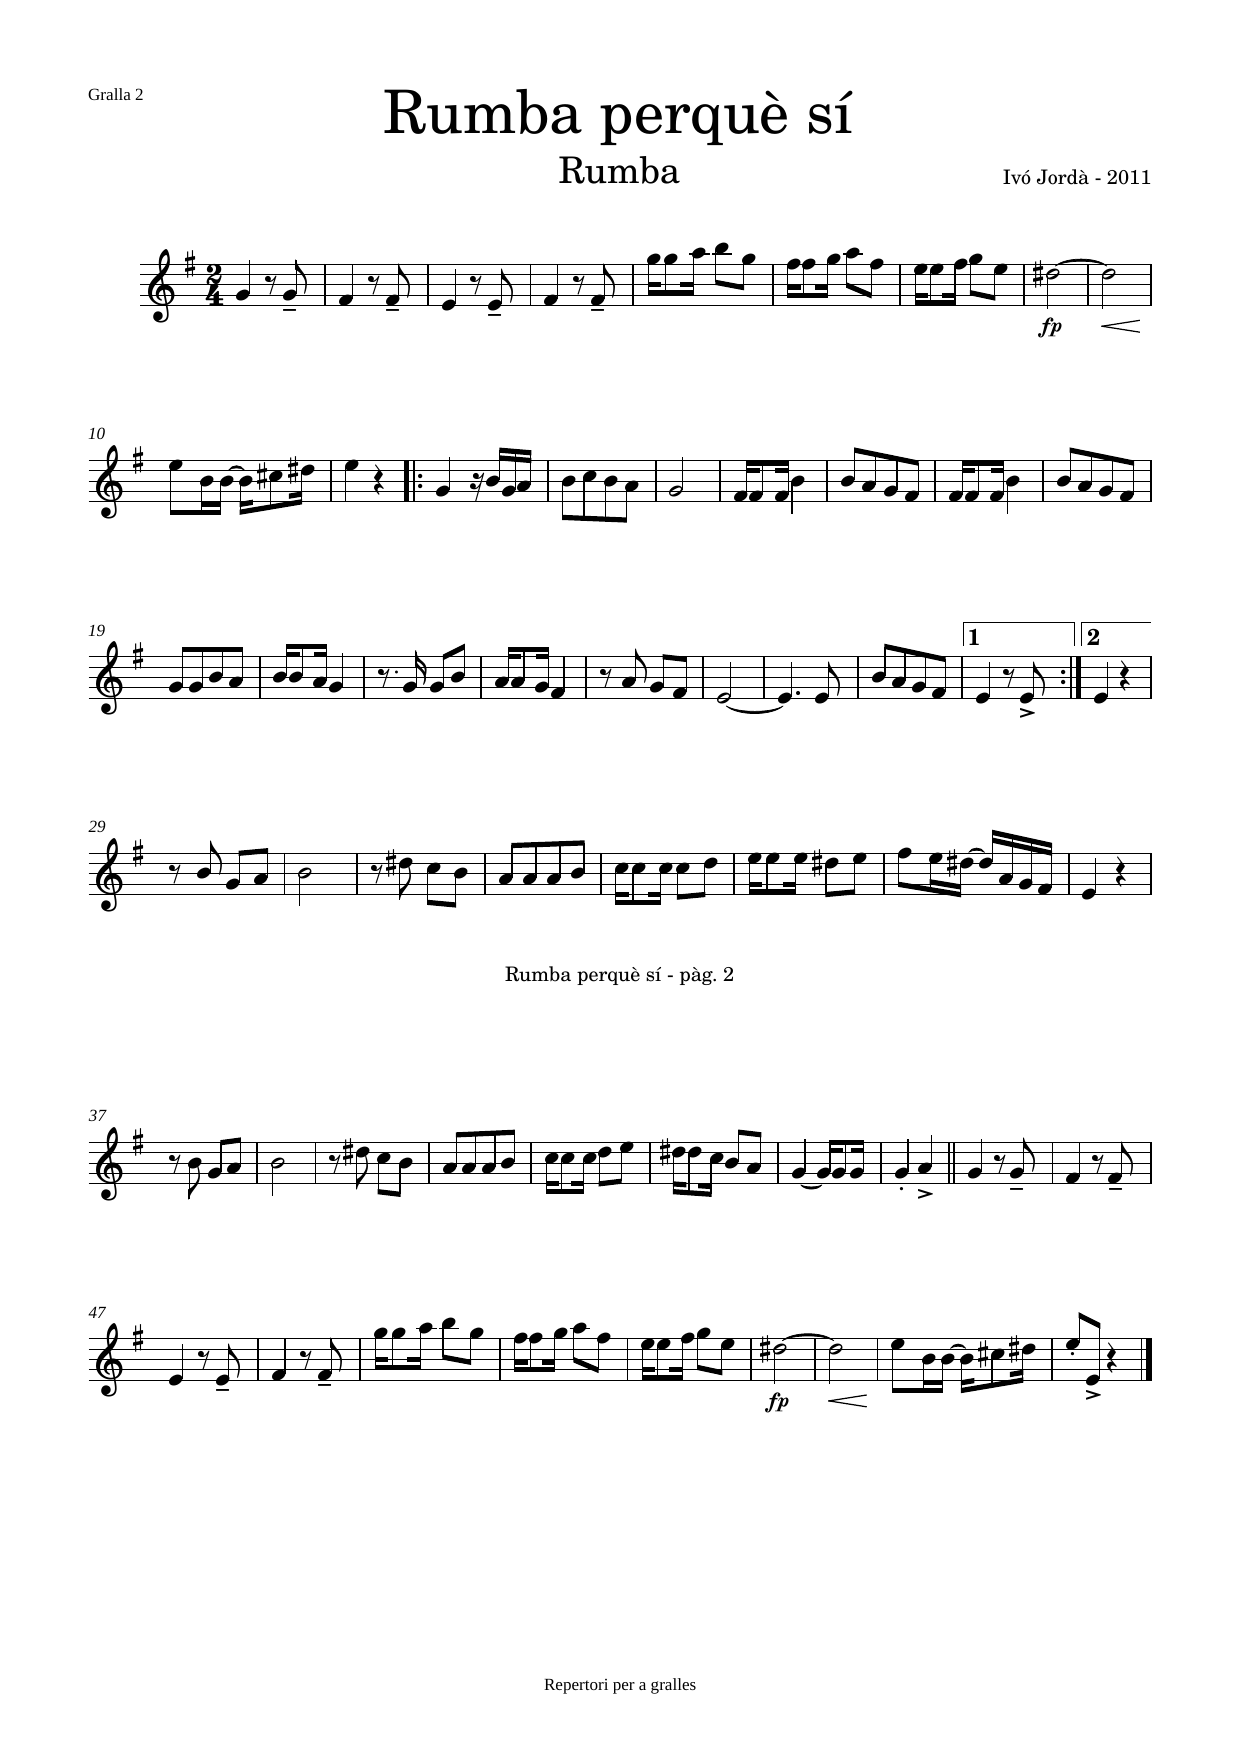 Gralla 2
Rumba perquè sí
Rumba
Ivó Jordà - 2011
2
4
fp
10
19
1
2
29
Rumba perquè sí - pàg. 2
37
47
fp
Repertori per a gralles